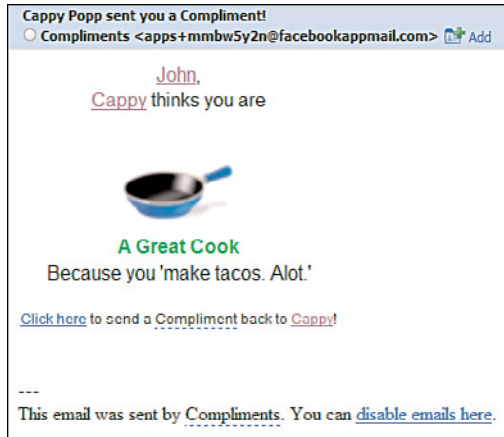 Cappy Popp sent you a Compliment!
Compliments <apps+mmbw5y2n@facebookappmail.com> Add
John,
Cappy thinks you are
A Great Cook
Because you 'make tacos. Alot.'
Click here to send a Compliment back to Cappy!
---
This email was sent by Compliments. You can disable emails here.